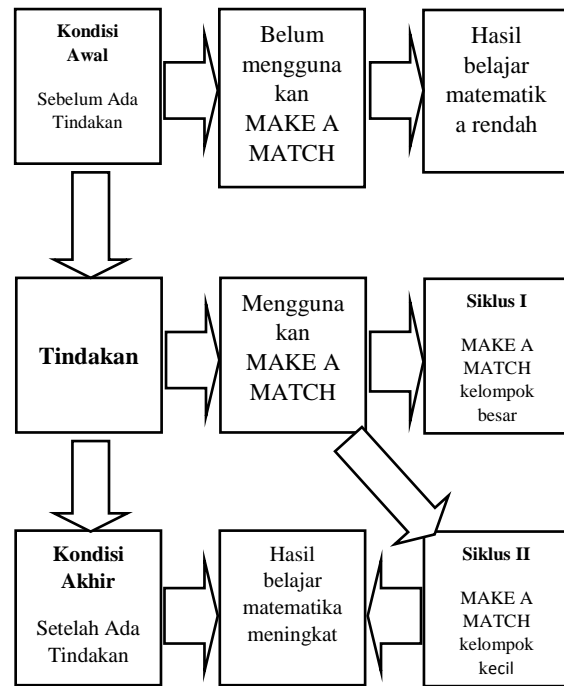 Kondisi
Awal
Sebelum Ada
Tindakan
Belum
mengguna
kan
MAKE A
MATCH
Hasil
belajar
matematik
a rendah
Tindakan
Mengguna
kan
MAKE A
MATCH
Siklus I
MAKE A
MATCH
kelompok
besar
Kondisi
Akhir
Setelah Ada
Tindakan
Hasil
belajar
matematika
meningkat
Siklus II
MAKE A
MATCH
kelompok
kecil